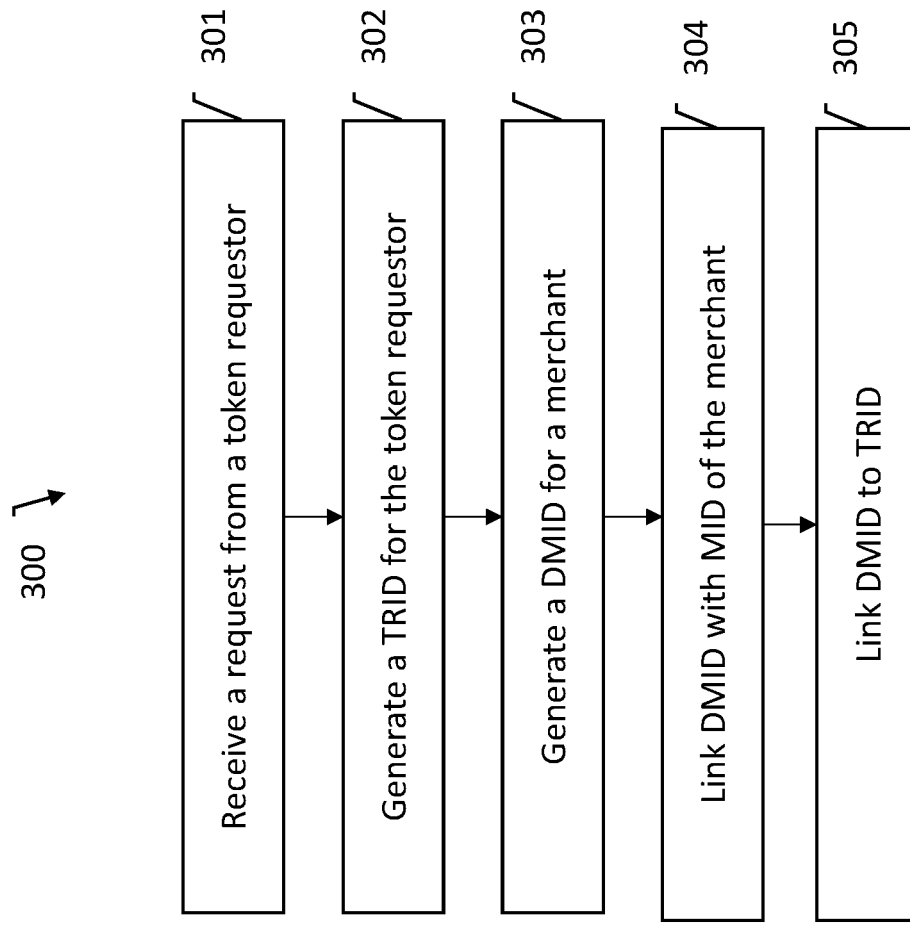 300
Receive a request from a token requestor
301
Generate a TRID for the token requestor
302
Generate a DMID for a merchant
303
Link DMID with MID of the merchant
304
Link DMID to TRID
305